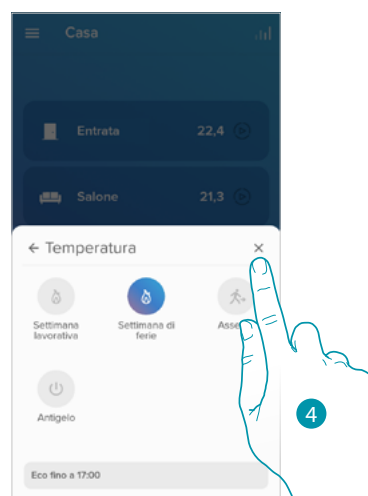 Casa
Entrata 22,4
Salone 21,3
Temperatura
Settimana lavorativa
Settimana di ferie
Antigelo
4
Eco fino a 17:00